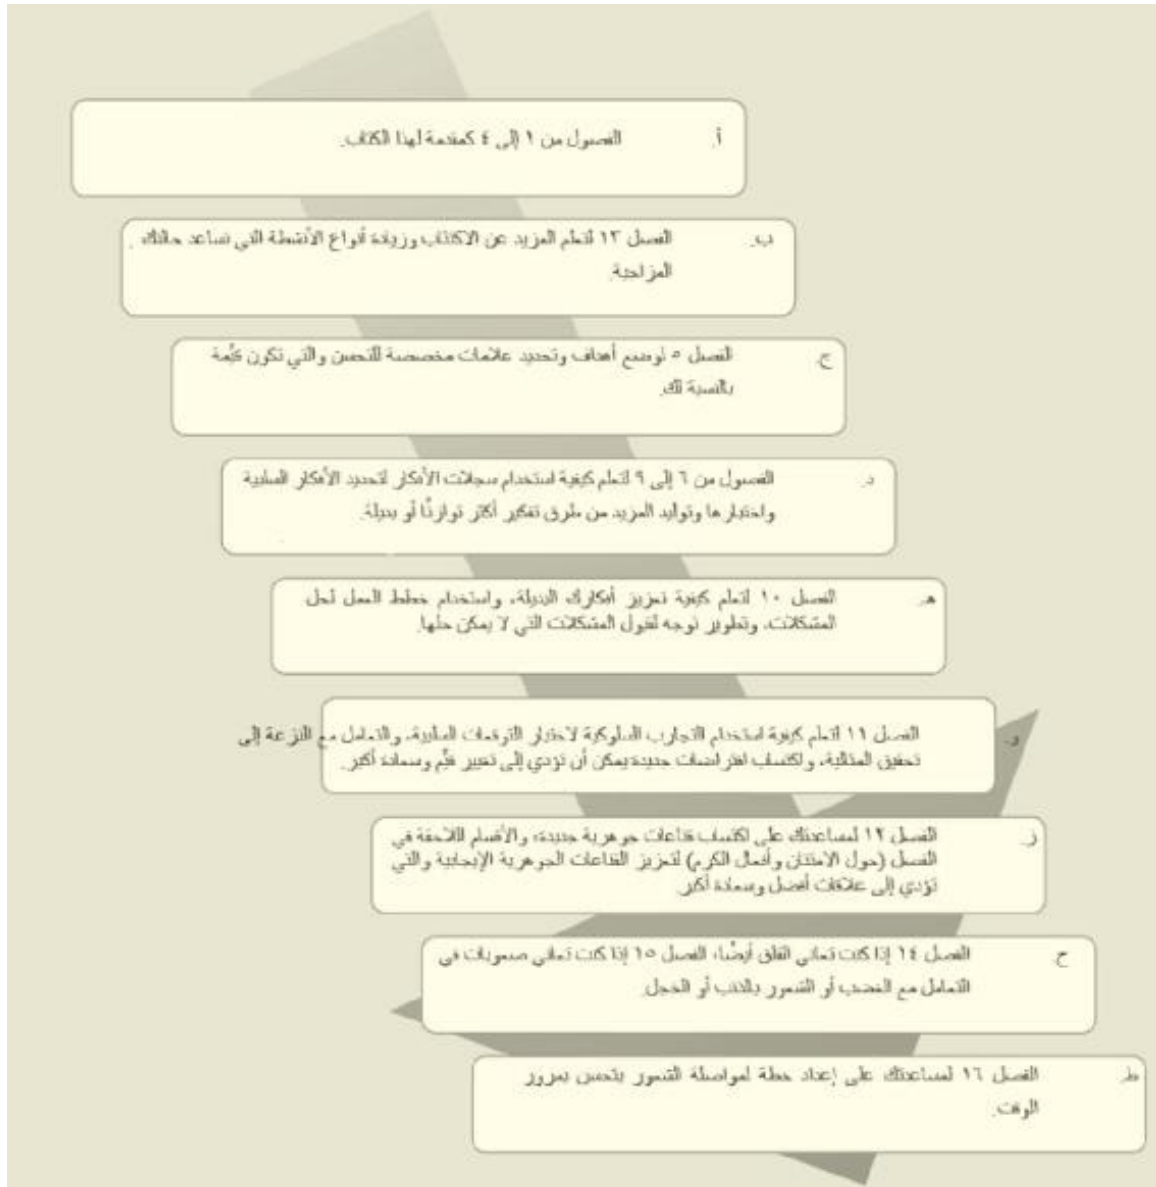 أ. الفصول من ١ إلى ٤ كمقدمة لهذا الكتاب.
ب. الفصل ١٣ لتعلم المزيد عن الاكتئاب وزيادة أنواع الأنشطة التي تساعد حالتك
المزاجية.
ج. الفصل ٥ لوضع أهداف وتحديد علامات مخصصة للتحسن والتي تكون قيِّمة
بالنسبة لك.
د. الفصول من ٦ إلى ٩ لتعلم كيفية استخدام سجلات الأفكار لتحديد الأفكار السلبية
واختبارها وتوليد المزيد من طرق تفكير أكثر توازنًا أو بديلة.
هـ. الفصل ١٠ لتعلم كيفية تعزيز أفكارك البديلة، واستخدام خطط العمل لحل
المشكلات، وتطوير توجه لقبول المشكلات التي لا يمكن حلها.
و. الفصل ١١ لتعلم كيفية استخدام التجارب السلوكية لاختبار التوقعات السلبية، والتعامل مع النزعة إلى
تحقيق المثالية، واكتساب افتراضات جديدة يمكن أن تؤدي إلى تغيير قيِّم وسعادة أكبر.
ز. الفصل ١٢ لمساعدتك على اكتساب قناعات جوهرية جديدة؛ والأقسام اللاحقة في
الفصل (حول الامتنان وأفعال الكرم) لتعزيز القناعات الجوهرية الإيجابية والتي
تؤدي إلى علاقات أفضل وسعادة أكبر.
ح. الفصل ١٤ إذا كنت تعاني القلق أيضًا، الفصل ١٥ إذا كنت تعاني صعوبات في
التعامل مع الغضب أو الشعور بالذنب أو الخجل.
ط. الفصل ١٦ لمساعدتك على إعداد خطة لمواصلة الشعور بتحسن بمرور
الوقت.